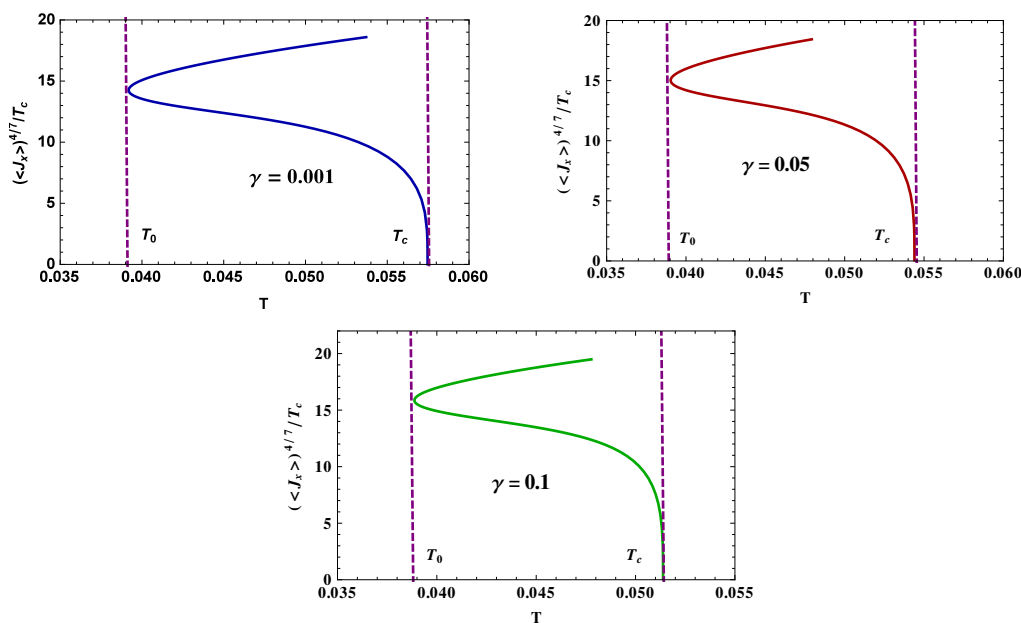 20
15
10
5
0
(<J_x>)^{4/7}/T_c
γ = 0.001
T_0
T_c
0.035 0.040 0.045 0.050 0.055 0.060
T
20
15
10
5
0
(<J_x>)^{4/7}/T_c
γ = 0.05
T_0
T_c
0.035 0.040 0.045 0.050 0.055 0.060
T
20
15
10
5
0
(<J_x>)^{4/7}/T_c
γ = 0.1
T_0
T_c
0.035 0.040 0.045 0.050 0.055
T